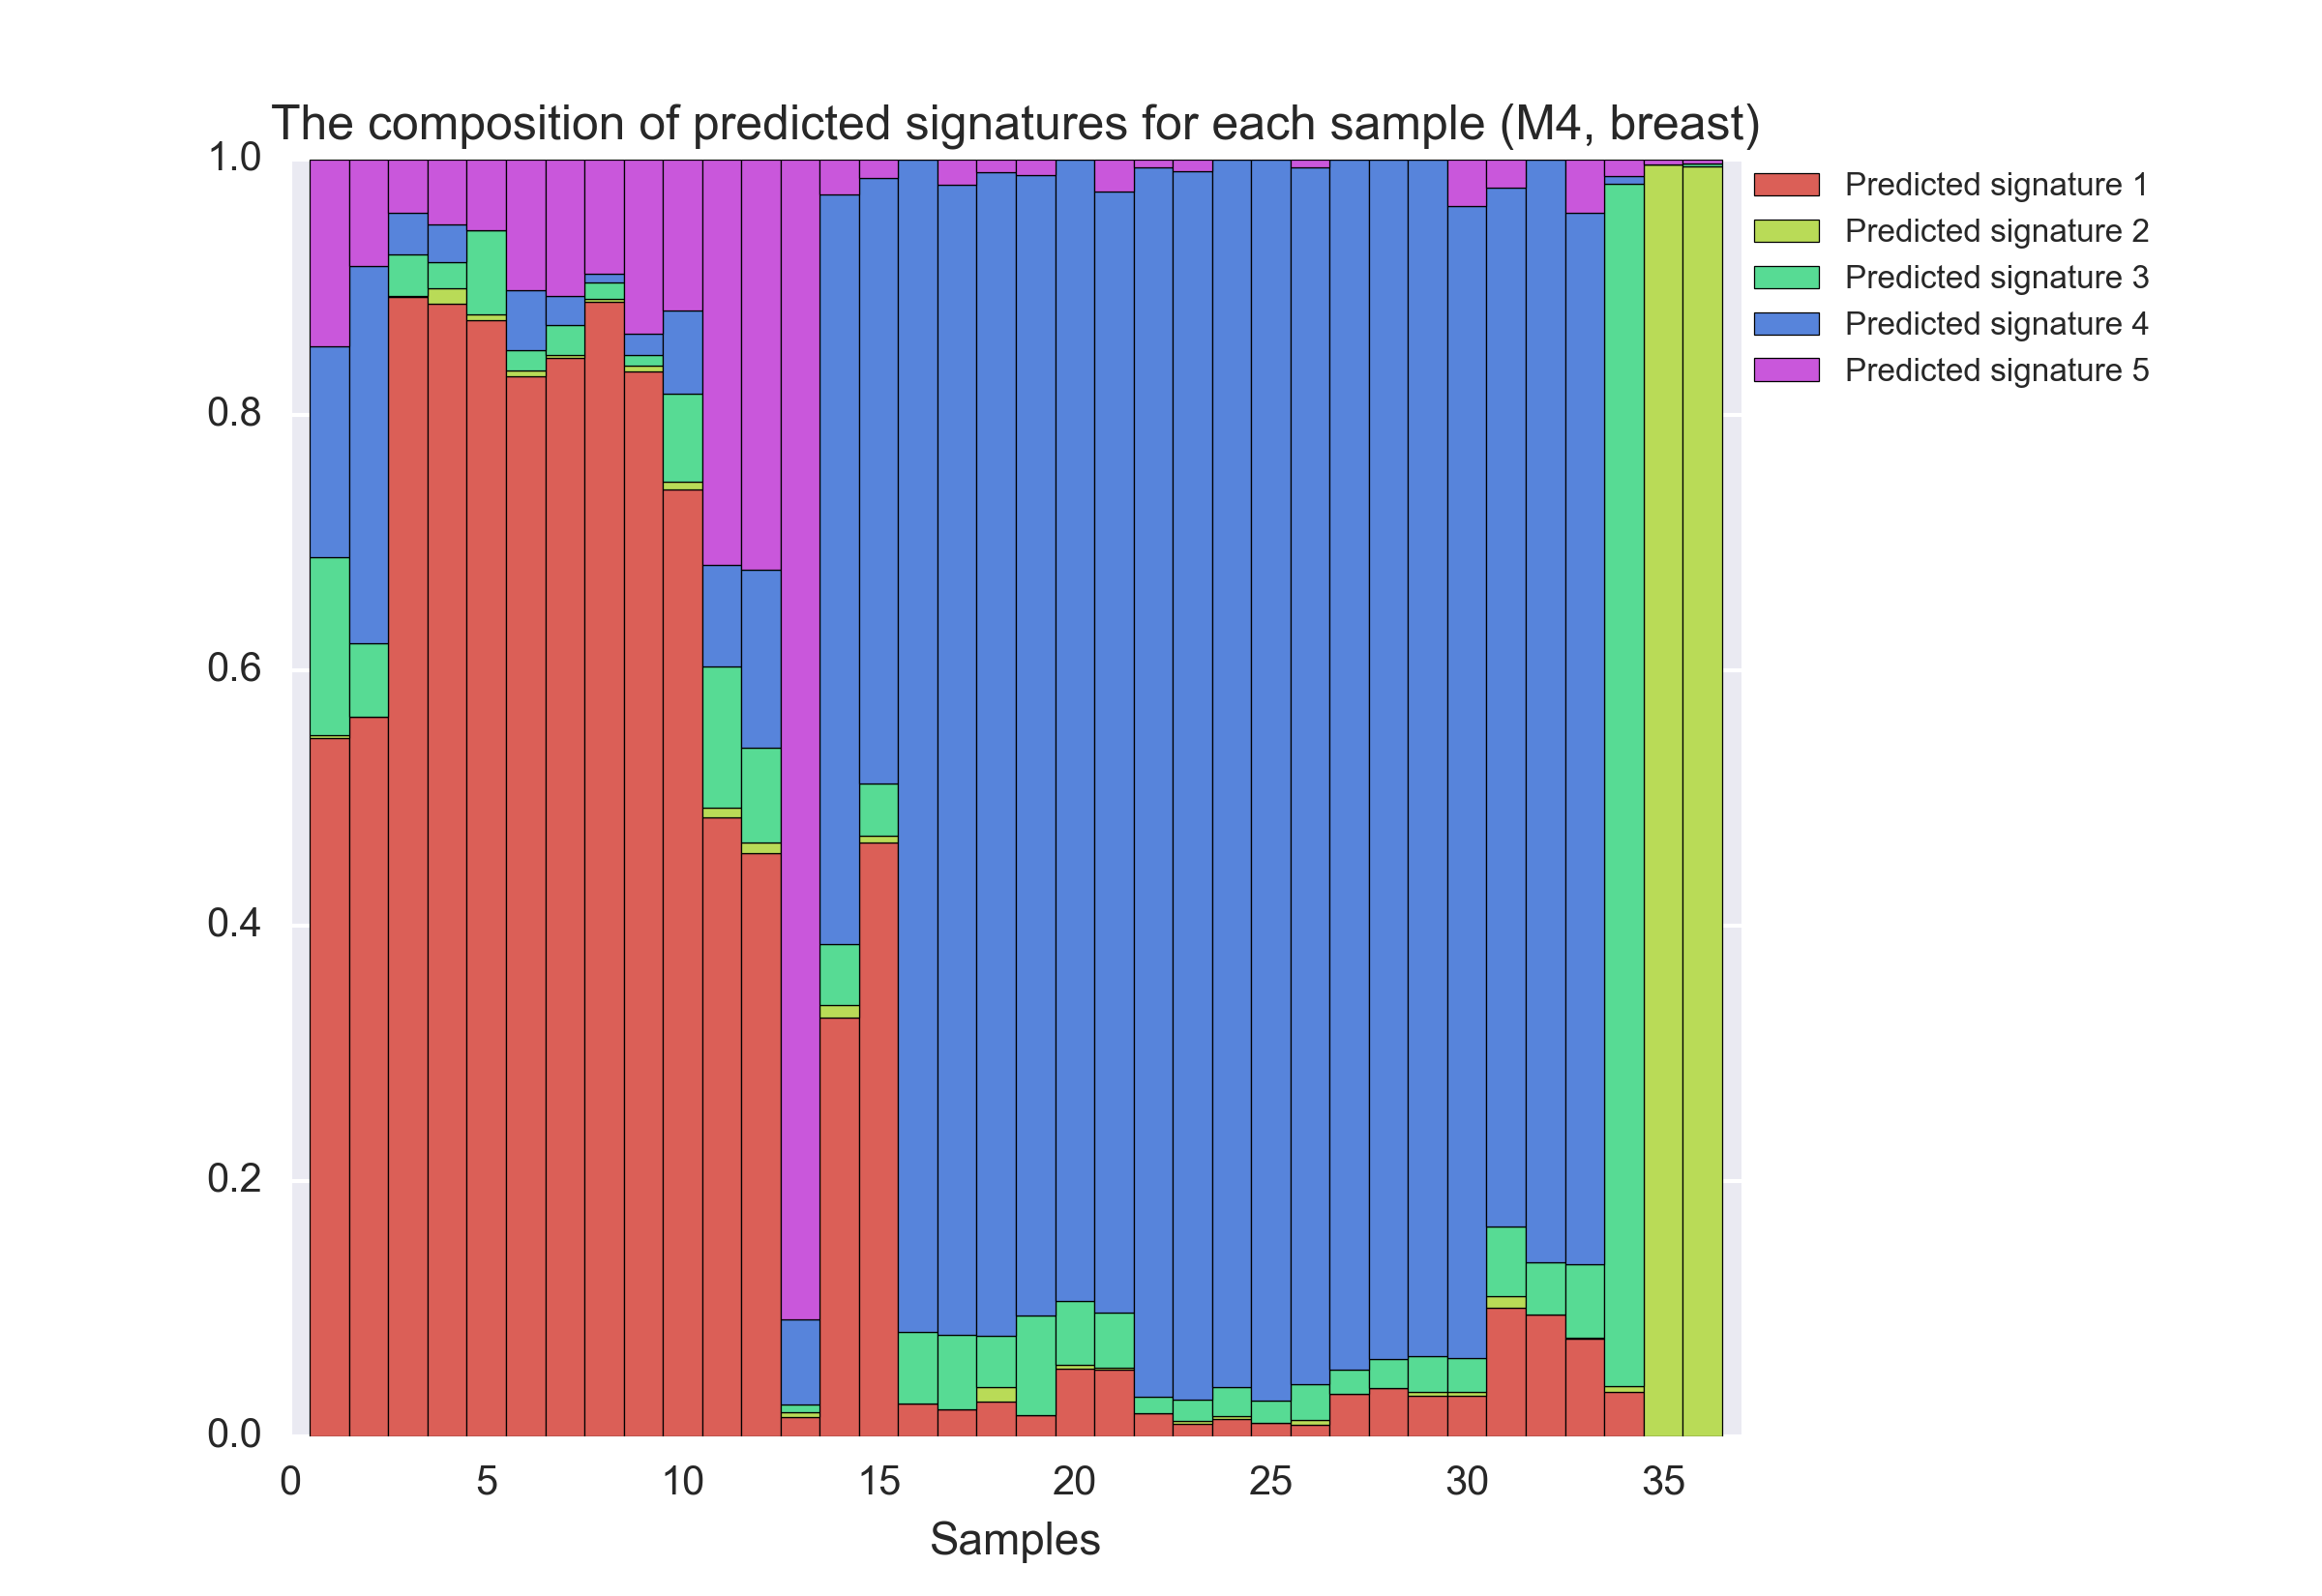 The composition of predicted signatures for each sample (M4, breast)
1.0
0.8
0.6
0.4
0.2
0.0
0 5 10 15 20 25 30 35
Samples
Predicted signature 1
Predicted signature 2
Predicted signature 3
Predicted signature 4
Predicted signature 5